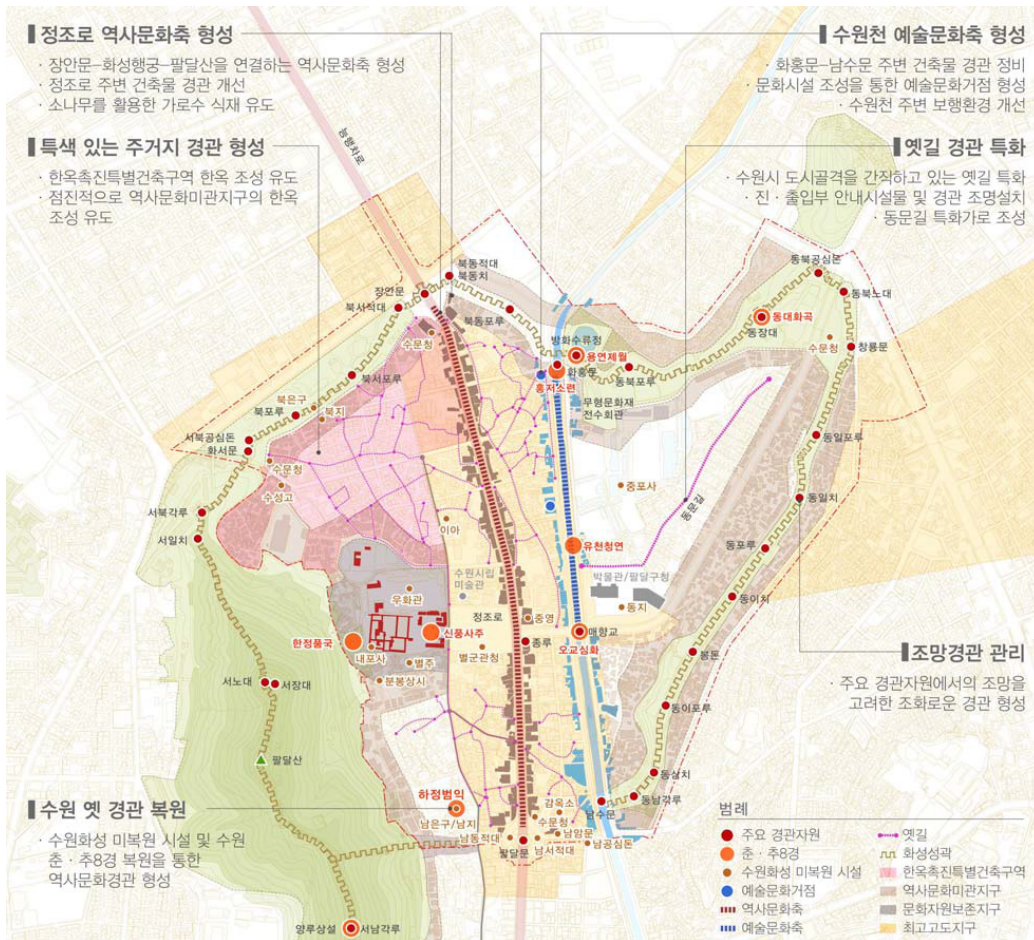 정조로 역사문화축 형성
· 장안문-화성행궁-팔달산을 연결하는 역사문화축 형성
· 정조로 주변 건축물 경관 개선
· 소나무를 활용한 가로수 식재 유도
수원천 예술문화축 형성
· 화홍문-남수문 주변 건축물 경관 정비
· 문화시설 조성을 통한 예술문화거점 형성
· 수원천 주변 보행환경 개선
특색 있는 주거지 경관 형성
· 한옥촉진특별건축구역 한옥 조성 유도
· 점진적으로 역사문화미관지구의 한옥
조성 유도
옛길 경관 특화
· 수원시 도시골격을 간직하고 있는 옛길 특화
· 진·출입부 안내시설물 및 경관 조명설치
· 동문길 특화가로 조성
능행차로
북동적대
북동치
장안문
북서적대
북동포루
수문청
동북공심돈
동북노대
동대화곡
동장대
수문청
창룡문
방화수류정
용연제월
화홍문
홍저소련
동북포루
무형문화재
전수회관
북서포루
북은구
북지
북포루
서북공심돈
화서문
수문청
수성고
동일포루
동일치
중포사
동문길
서북각루
서일치
이아
유천청연
동포루
수원시립
미술관
박물관/팔달구청
동이치
우화관
정조로
중영
동지
한정품국
신풍사주
종루
매향교
오교심화
내포사
별주
별군관청
분봉상시
봉돈
서노대
서장대
동이포루
조망경관 관리
· 주요 경관자원에서의 조망을
고려한 조화로운 경관 형성
팔달산
동삼치
동남각루
남수문
하정범익
남은구/남지
감옥소
수문청
남암문
남동적대
팔달문
남서적대
남공심돈
수원 옛 경관 복원
· 수원화성 미복원 시설 및 수원
춘·추8경 복원을 통한
역사문화경관 형성
양루삼설
서남각루
범례
주요 경관자원
춘·추8경
수원화성 미복원 시설
예술문화거점
역사문화축
예술문화축
옛길
화성성곽
한옥촉진특별건축구역
역사문화미관지구
문화자원보존지구
최고고도지구